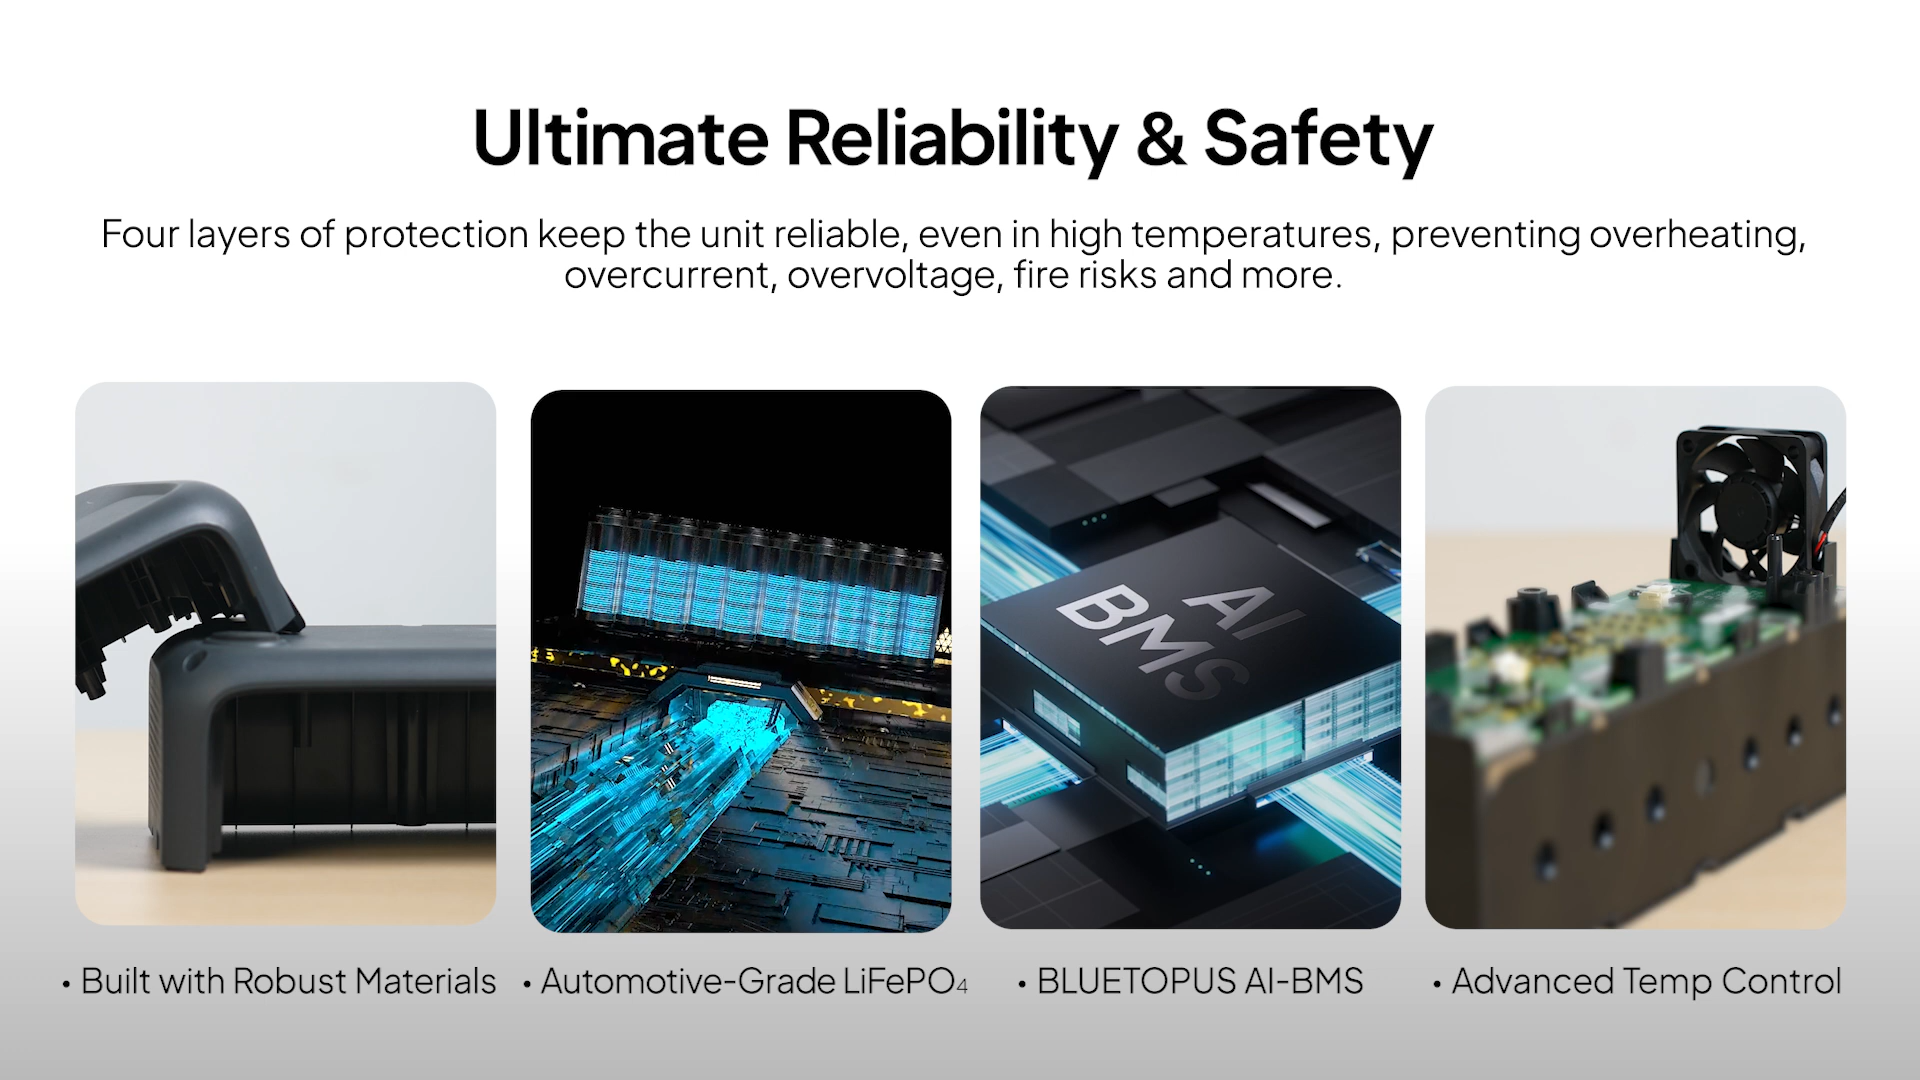 Ultimate Reliability & Safety
Four layers of protection keep the unit reliable, even in high temperatures, preventing overheating,
overcurrent, overvoltage, fire risks and more.
AI
BMS
• Built with Robust Materials
• Automotive-Grade LiFePO₄
• BLUETOPUS AI-BMS
• Advanced Temp Control